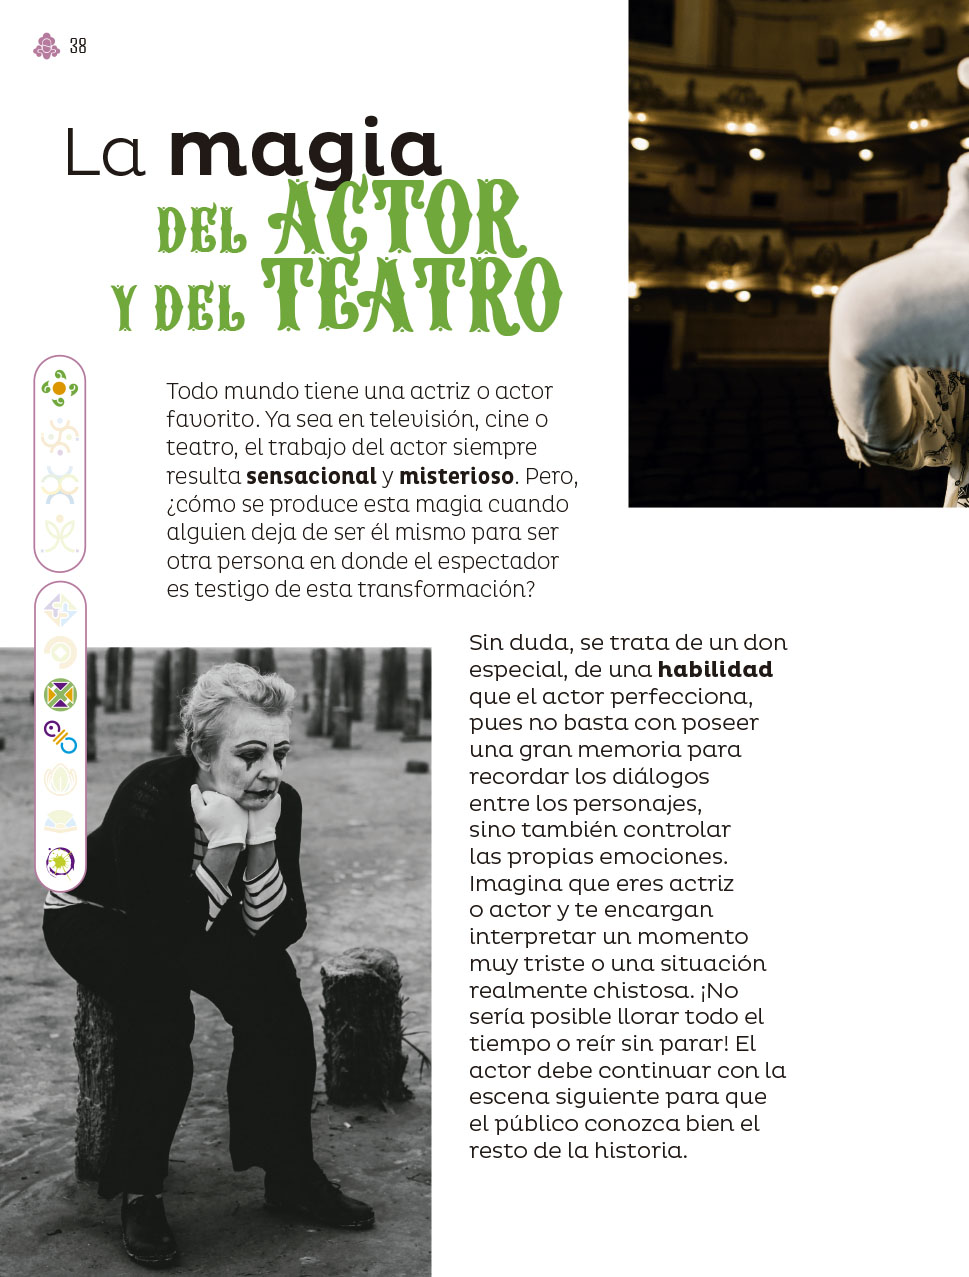 38
La magia
DEL ACTOR
Y DEL TEATRO
Todo mundo tiene una actriz o actor
favorito. Ya sea en televisión, cine o
teatro, el trabajo del actor siempre
resulta sensacional y misterioso. Pero,
¿cómo se produce esta magia cuando
alguien deja de ser él mismo para ser
otra persona en donde el espectador
es testigo de esta transformación?
Sin duda, se trata de un don
especial, de una habilidad
que el actor perfecciona,
pues no basta con poseer
una gran memoria para
recordar los diálogos
entre los personajes,
sino también controlar
las propias emociones.
Imagina que eres actriz
o actor y te encargan
interpretar un momento
muy triste o una situación
realmente chistosa. ¡No
sería posible llorar todo el
tiempo o reír sin parar! El
actor debe continuar con la
escena siguiente para que
el público conozca bien el
resto de la historia.